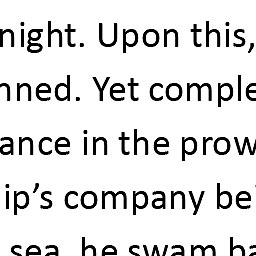 night. Upon this,
nned. Yet comple
ance in the prow
ip’s company be
sea, he swam ba